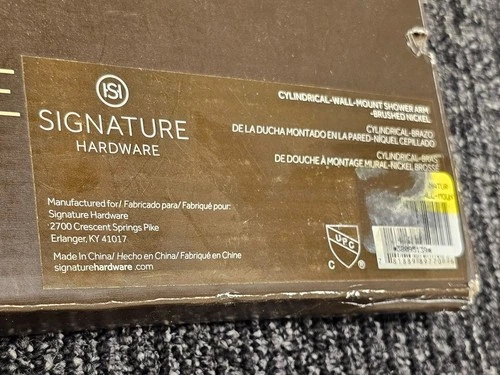 SIGNATURE
HARDWARE
CYLINDRICAL-WALL-MOUNT SHOWER ARM
-BRUSHED NICKEL
CYLINDRICAL-BRAZO
DE LA DUCHA MONTADO EN LA PARED-NÍQUEL CEPILLADO
CYLINDRICAL-BRAS
DE DOUCHE À MONTAGE MURAL-NICKEL BROSSÉ
Manufactured for/ Fabricado para/ Fabriqué pour:
Signature Hardware
2700 Crescent Springs Pike
Erlanger, KY 41017
Made In China/ Hecho en China/ Fabriqué en Chine
signaturehardware.com
UPC
C ®